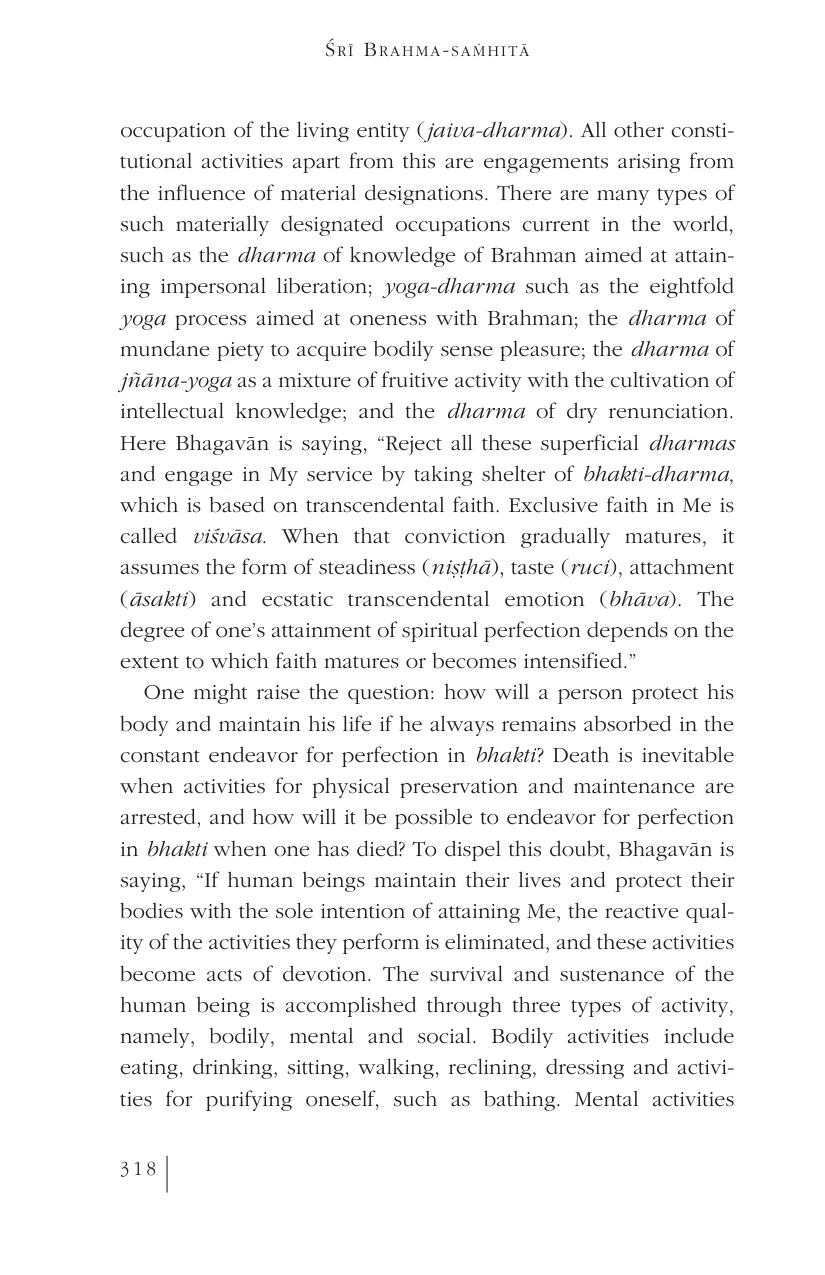 ŚRĪ BRAHMA-SAṀHITĀ
occupation of the living entity (jaiva-dharma). All other consti-
tutional activities apart from this are engagements arising from
the influence of material designations. There are many types of
such materially designated occupations current in the world,
such as the dharma of knowledge of Brahman aimed at attain-
ing impersonal liberation; yoga-dharma such as the eightfold
yoga process aimed at oneness with Brahman; the dharma of
mundane piety to acquire bodily sense pleasure; the dharma of
jñāna-yoga as a mixture of fruitive activity with the cultivation of
intellectual knowledge; and the dharma of dry renunciation.
Here Bhagavān is saying, “Reject all these superficial dharmas
and engage in My service by taking shelter of bhakti-dharma,
which is based on transcendental faith. Exclusive faith in Me is
called viśvāsa. When that conviction gradually matures, it
assumes the form of steadiness (niṣṭhā), taste (ruci), attachment
(āsakti) and ecstatic transcendental emotion (bhāva). The
degree of one’s attainment of spiritual perfection depends on the
extent to which faith matures or becomes intensified.”
One might raise the question: how will a person protect his
body and maintain his life if he always remains absorbed in the
constant endeavor for perfection in bhakti? Death is inevitable
when activities for physical preservation and maintenance are
arrested, and how will it be possible to endeavor for perfection
in bhakti when one has died? To dispel this doubt, Bhagavān is
saying, “If human beings maintain their lives and protect their
bodies with the sole intention of attaining Me, the reactive qual-
ity of the activities they perform is eliminated, and these activities
become acts of devotion. The survival and sustenance of the
human being is accomplished through three types of activity,
namely, bodily, mental and social. Bodily activities include
eating, drinking, sitting, walking, reclining, dressing and activi-
ties for purifying oneself, such as bathing. Mental activities
318